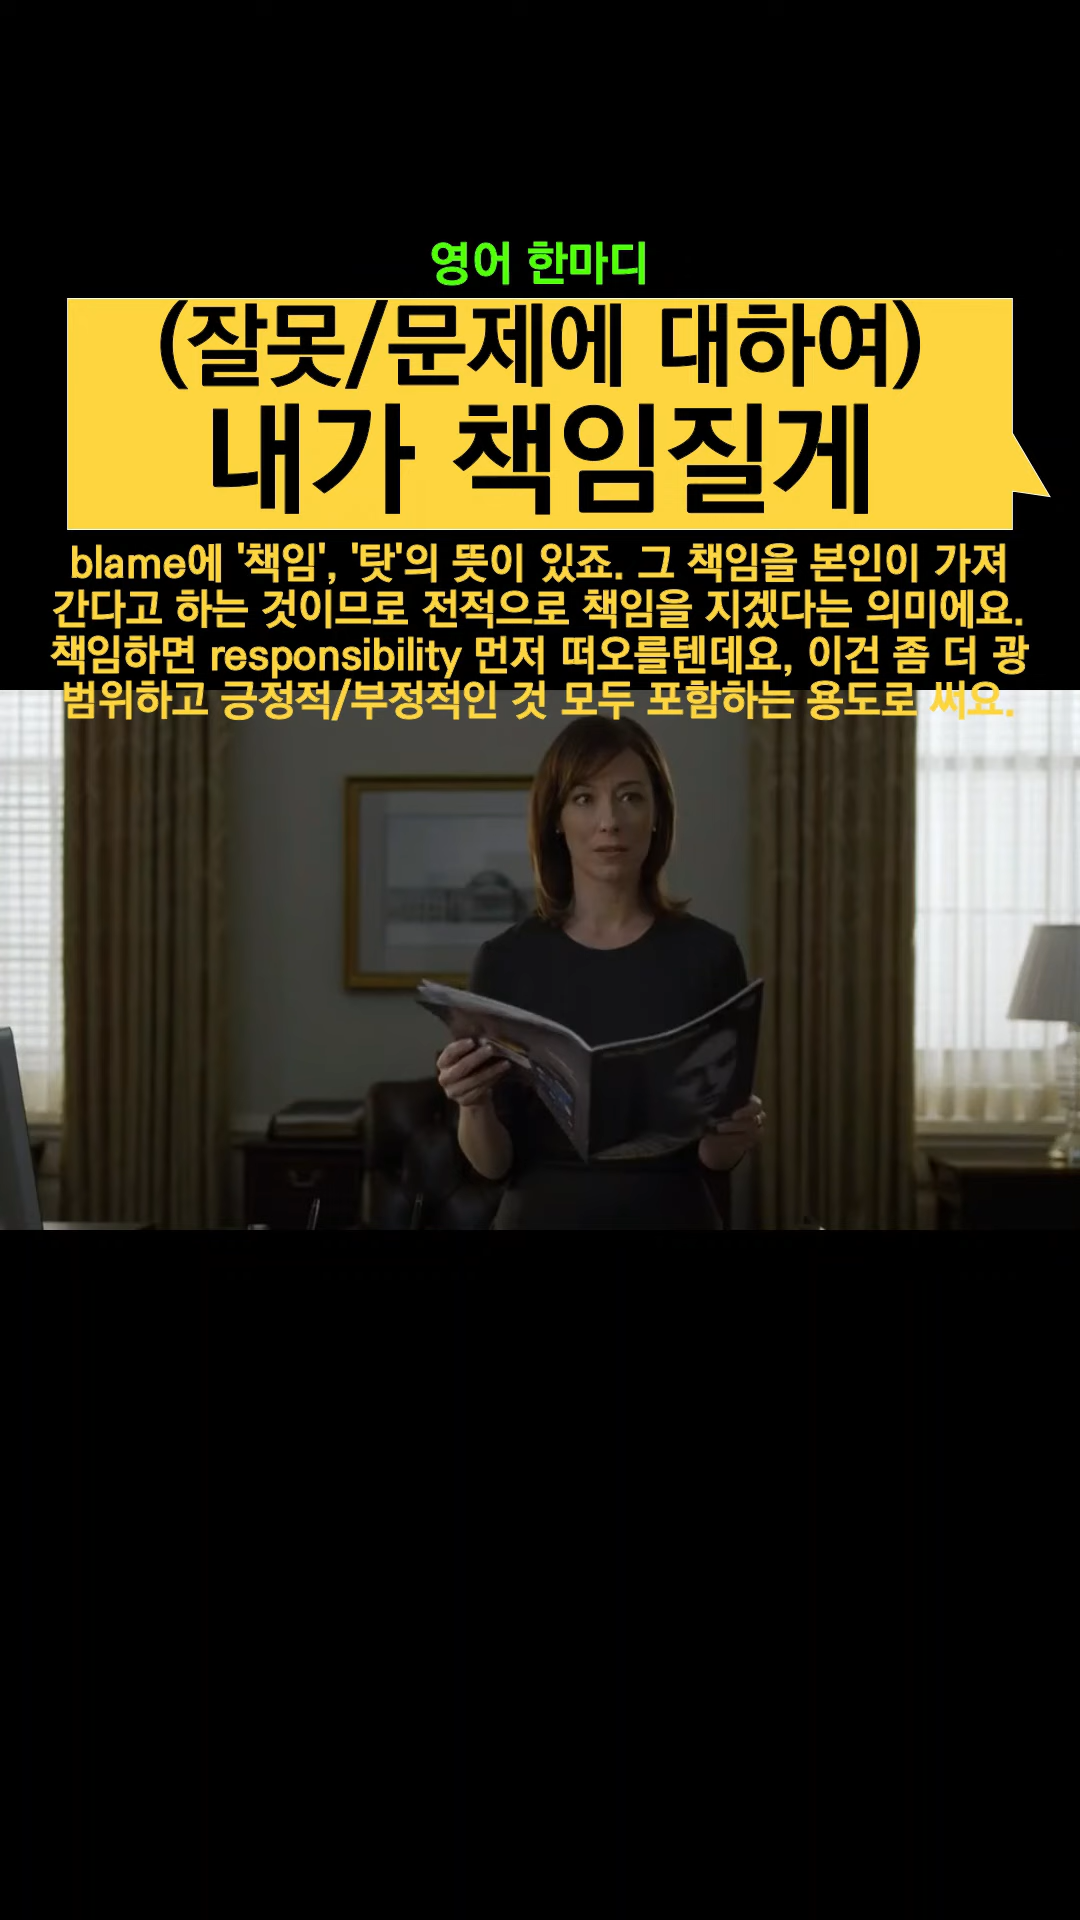 영어 한마디
(잘못/문제에 대하여)
내가 책임질게
blame에 '책임', '탓'의 뜻이 있죠. 그 책임을 본인이 가져
간다고 하는 것이므로 전적으로 책임을 지겠다는 의미에요.
책임하면 responsibility 먼저 떠오를텐데요, 이건 좀 더 광
범위하고 긍정적/부정적인 것 모두 포함하는 용도로 써요.